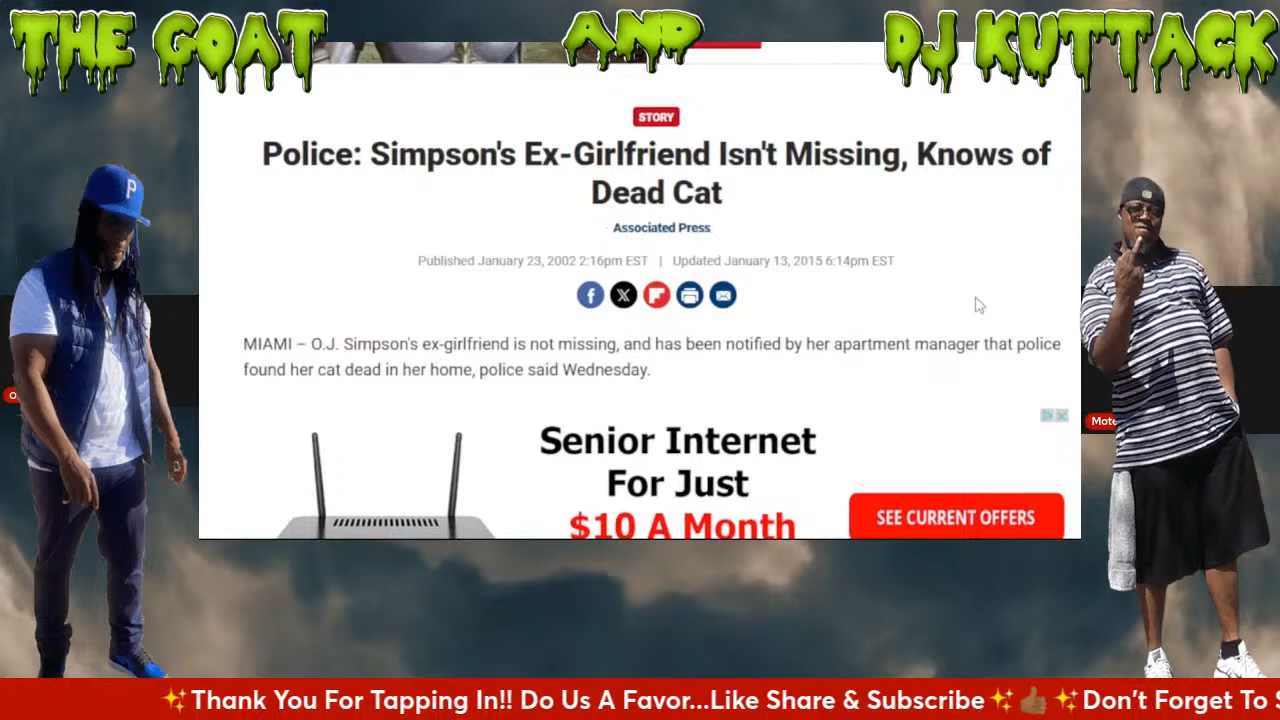 THE GOAT AND DJ KUTTACK
STORY
Police: Simpson's Ex-Girlfriend Isn't Missing, Knows of
Dead Cat
Associated Press
Published January 23, 2002 2:16pm EST | Updated January 13, 2015 6:14pm EST
MIAMI – O.J. Simpson's ex-girlfriend is not missing, and has been notified by her apartment manager that police
found her cat dead in her home, police said Wednesday.
Senior Internet
For Just
$10 A Month
SEE CURRENT OFFERS
✨Thank You For Tapping In!! Do Us A Favor...Like Share & Subscribe✨👍🏾✨Don't Forget To